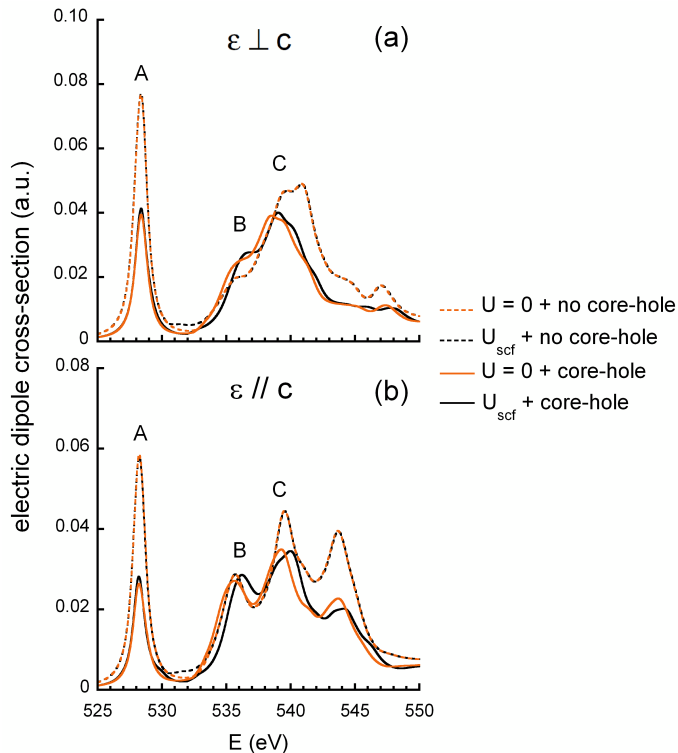 0.10
ε ⊥ c
(a)
A
0.08
0.06
C
0.04
B
0.02
0
electric dipole cross-section (a.u.)
U = 0 + no core-hole
Uscf + no core-hole
U = 0 + core-hole
Uscf + core-hole
0.08
ε // c
(b)
A
0.06
C
0.04
B
0.02
0
525 530 535 540 545 550
E (eV)